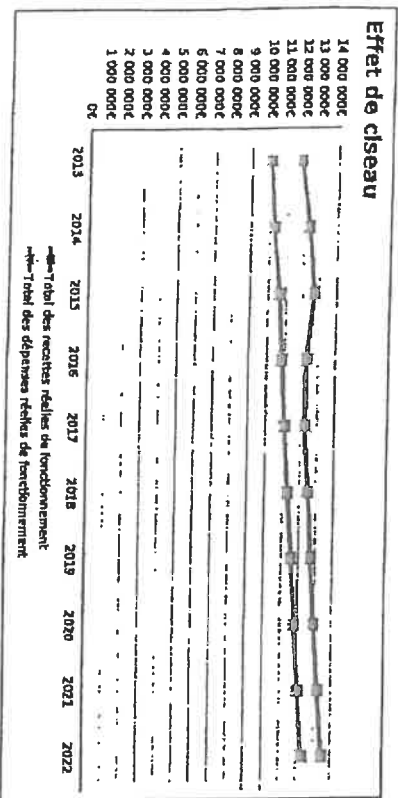 Effet de ciseau
14 000 000€
13 000 000€
12 000 000€
11 000 000€
10 000 000€
9 000 000€
8 000 000€
7 000 000€
6 000 000€
5 000 000€
4 000 000€
3 000 000€
2 000 000€
1 000 000€
0€
2013 2014 2015 2016 2017 2018 2019 2020 2021 2022
Total des recettes réelles de fonctionnement
Total des dépenses réelles de fonctionnement